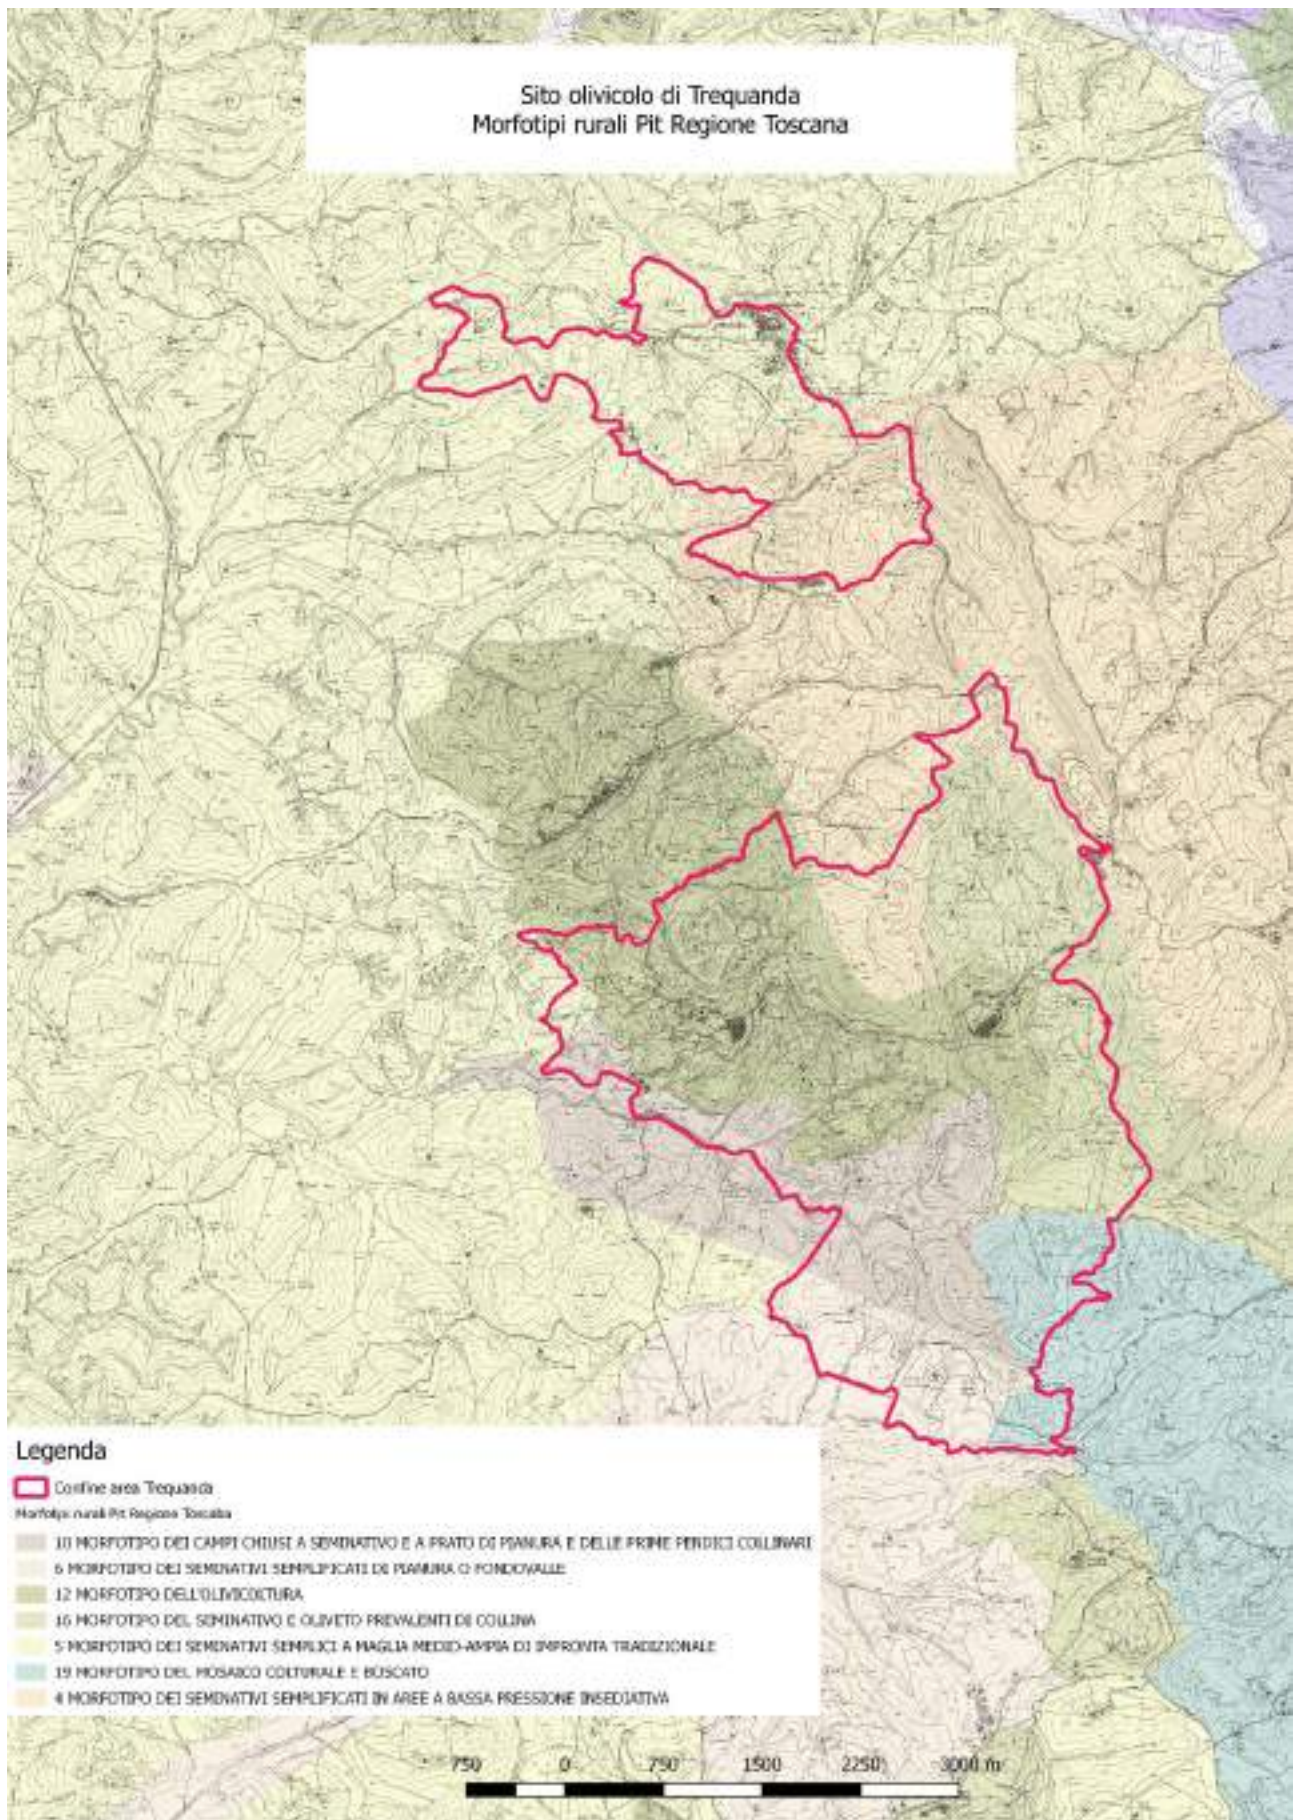 Sito olivicolo di Trequanda
Morfotipi rurali Pit Regione Toscana
Legenda
Confine area Trequanda
Morfotipi rurali Pit Regione Toscana
10 MORFOTIPO DEI CAMPI CHIUSI A SEMINATIVO E A PRATO DI PIANURA E DELLE PRIME PENDICI COLLINARI
6 MORFOTIPO DEI SEMINATIVI SEMPLIFICATI DI PIANURA O FONDOVALLE
12 MORFOTIPO DELL'OLIVICOLTURA
16 MORFOTIPO DEL SEMINATIVO E OLIVETO PREVALENTI DI COLLINA
5 MORFOTIPO DEI SEMINATIVI SEMPLICI A MAGLIA MEDIO-AMPIA DI IMPRONTA TRADIZIONALE
19 MORFOTIPO DEL MOSAICO COLTURALE E BOSCATO
4 MORFOTIPO DEI SEMINATIVI SEMPLIFICATI IN AREE A BASSA PRESSIONE INSEDIATIVA
750 0 750 1500 2250 3000 m